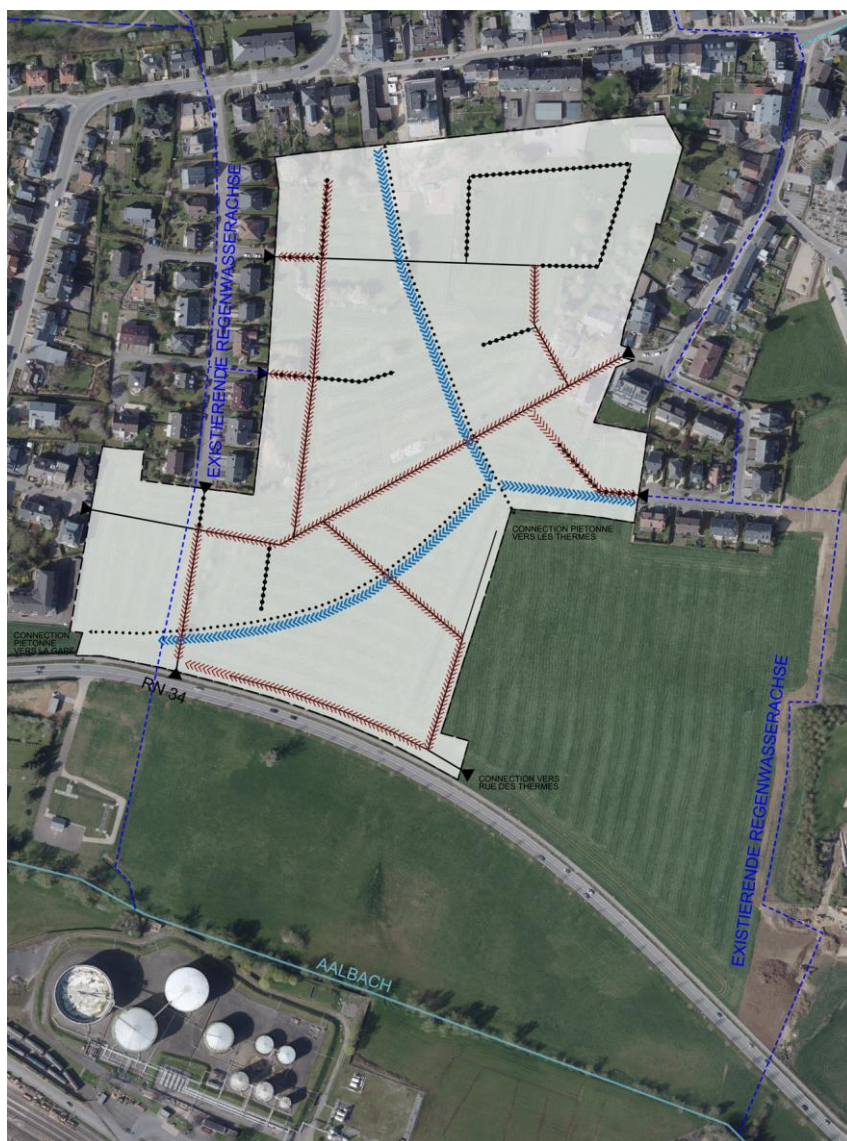 EXISTIERENDE REGENWASSERACHSE
CONNECTION PIETONNE
VERS LES THERMES
CONNECTION
PIETONNE
VERS LA GARE
RN 34
CONNECTION VERS
RUE DES THERMES
EXISTIERENDE REGENWASSERACHSE
AALBACH